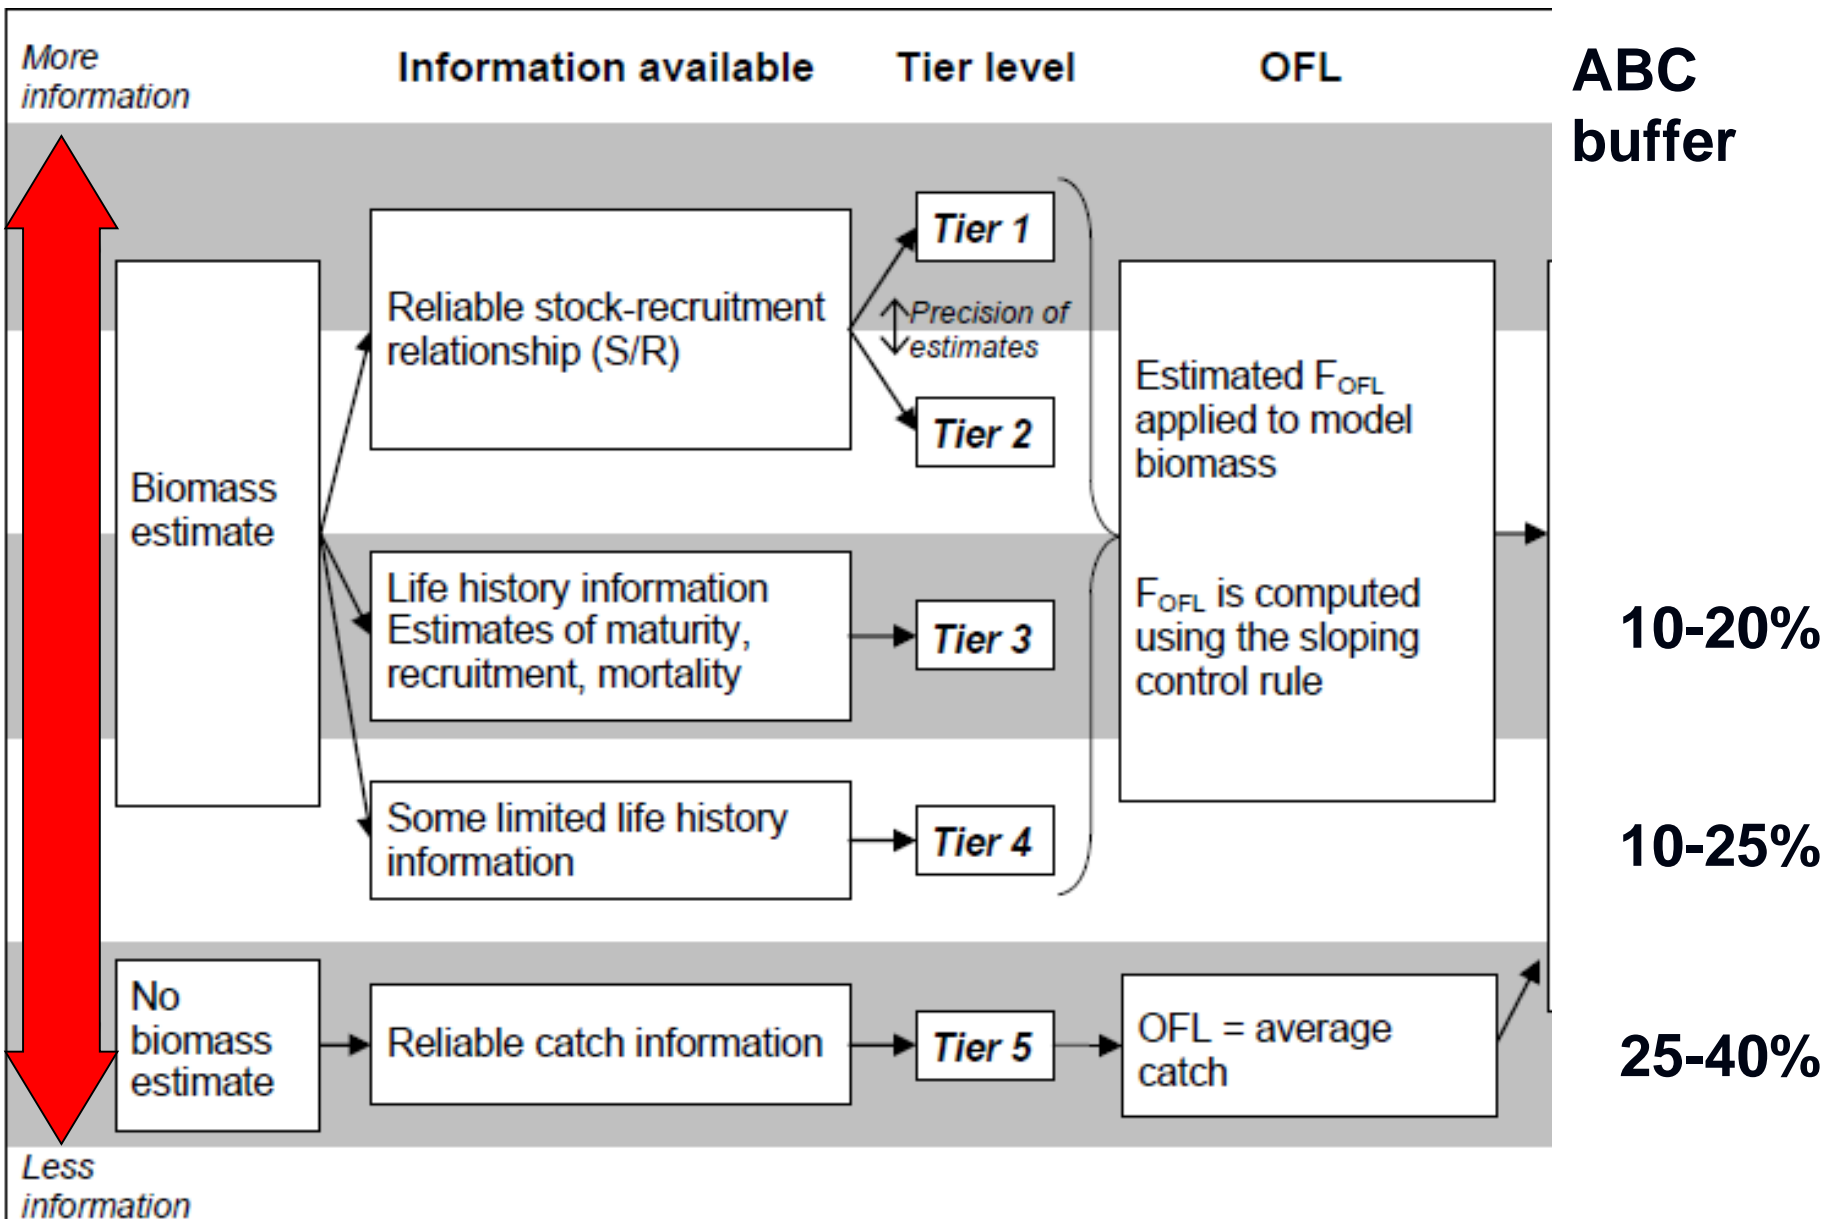 More
information
Information available
Tier level
OFL
ABC
buffer
Biomass
estimate
Reliable stock-recruitment
relationship (S/R)
Tier 1
Precision of
estimates
Tier 2
Life history information
Estimates of maturity,
recruitment, mortality
Tier 3
Some limited life history
information
Tier 4
Estimated FOFL
applied to model
biomass
FOFL is computed
using the sloping
control rule
10-20%
10-25%
No
biomass
estimate
Reliable catch information
Tier 5
OFL = average
catch
25-40%
Less
information